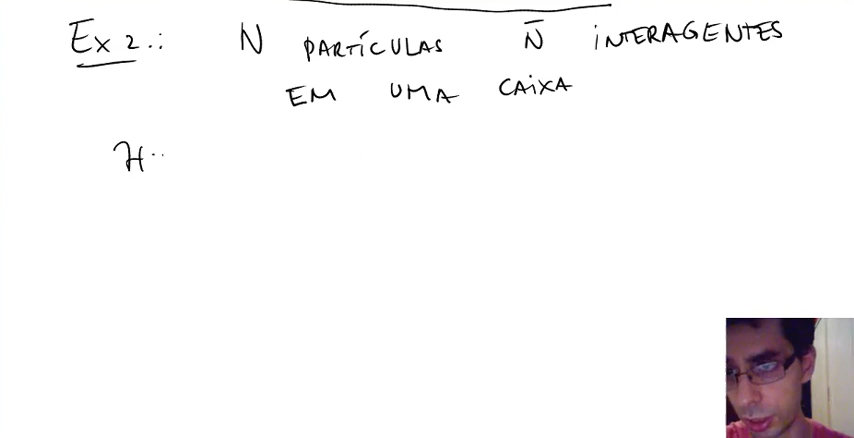 Ex 2.: N PARTÍCULAS N̄ INTERAGENTES
EM UMA CAIXA
H